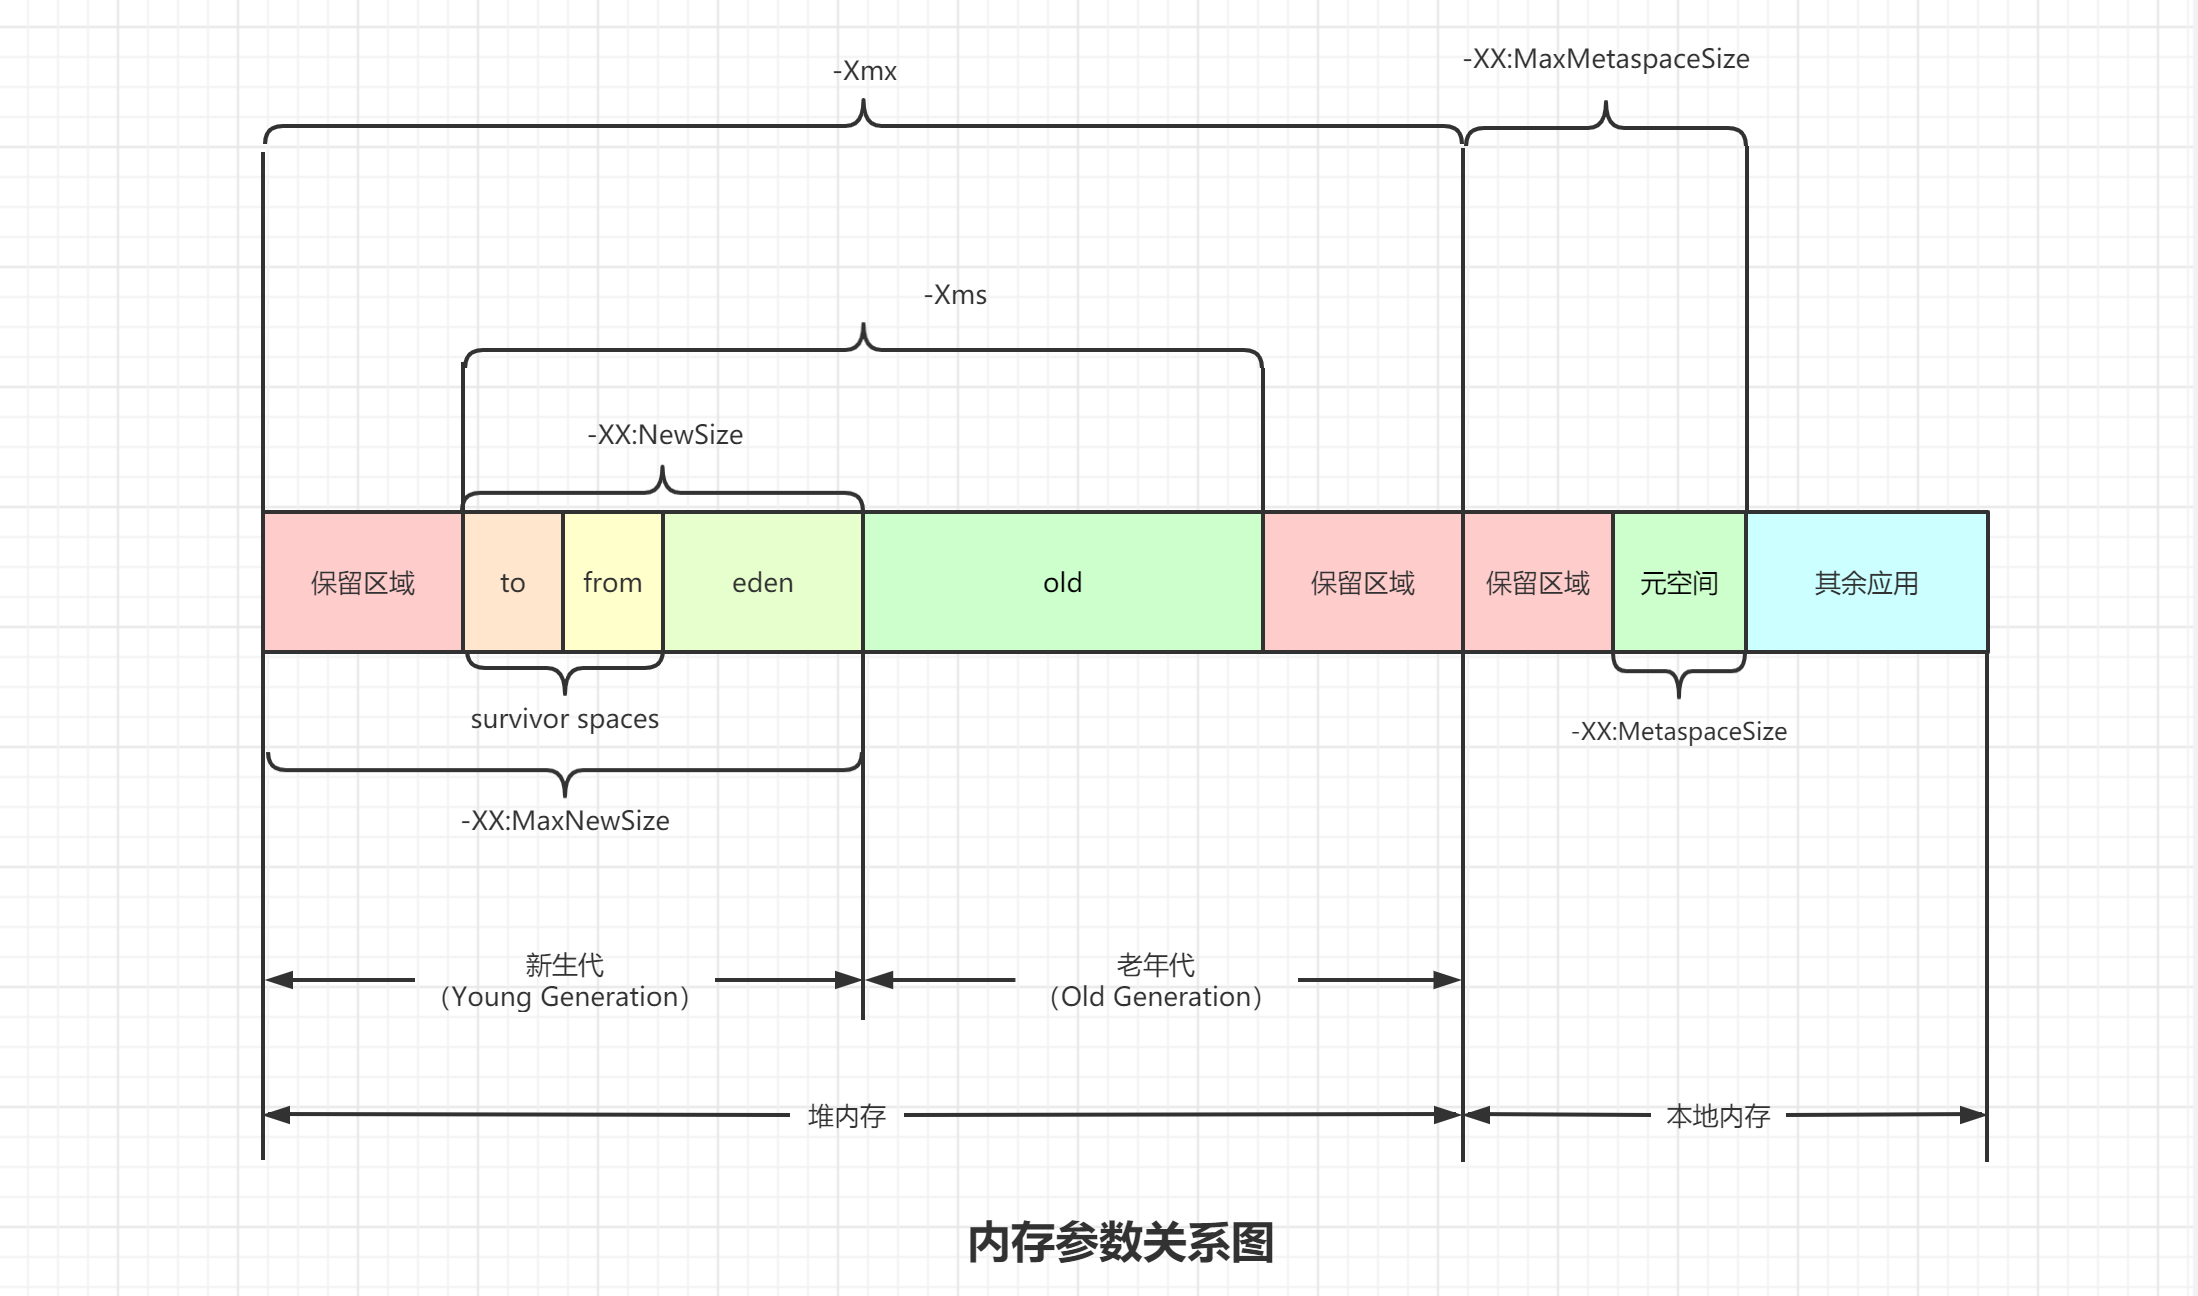 -Xmx
-XX:MaxMetaspaceSize
-Xms
-XX:NewSize
保留区域
to
from
eden
old
保留区域
保留区域
元空间
其余应用
survivor spaces
-XX:MetaspaceSize
-XX:MaxNewSize
新生代
（Young Generation）
老年代
（Old Generation）
堆内存
本地内存
内存参数关系图